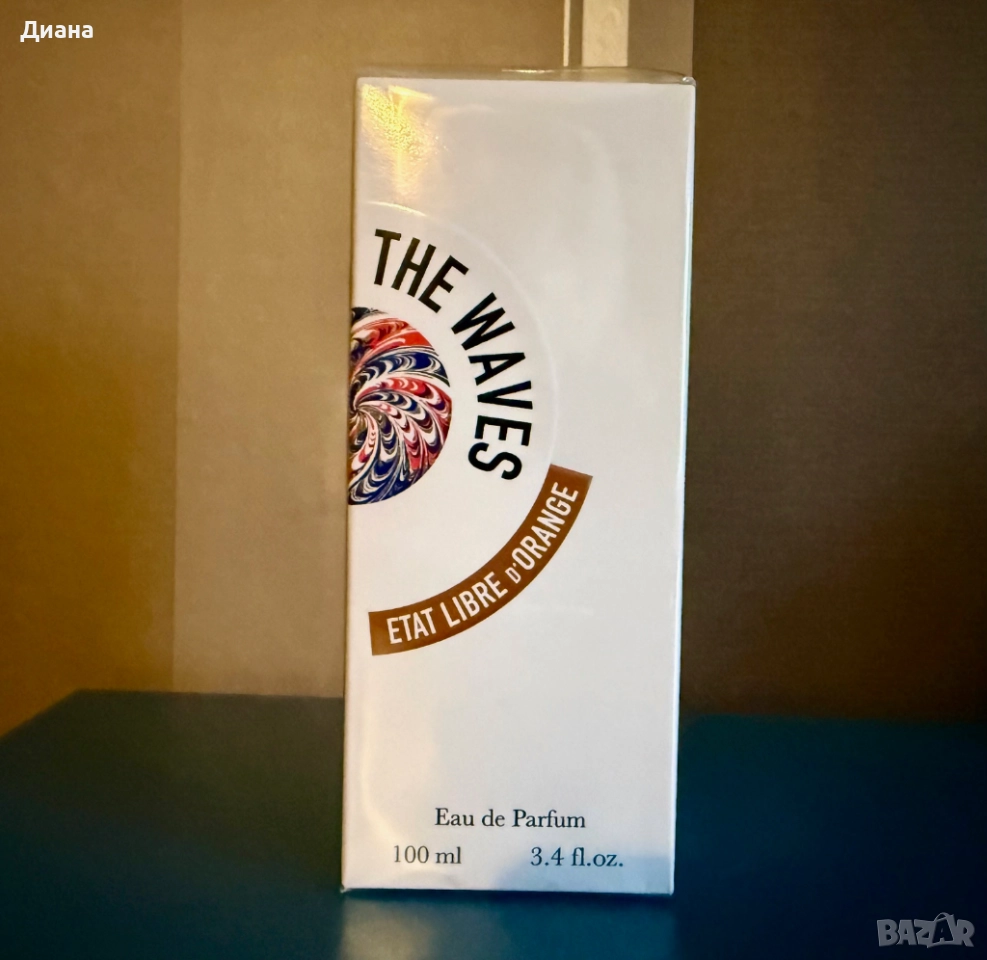 Диана
THE WAVES
ETAT LIBRE D'ORANGE
Eau de Parfum
100 ml 3.4 fl.oz.
BAZAR